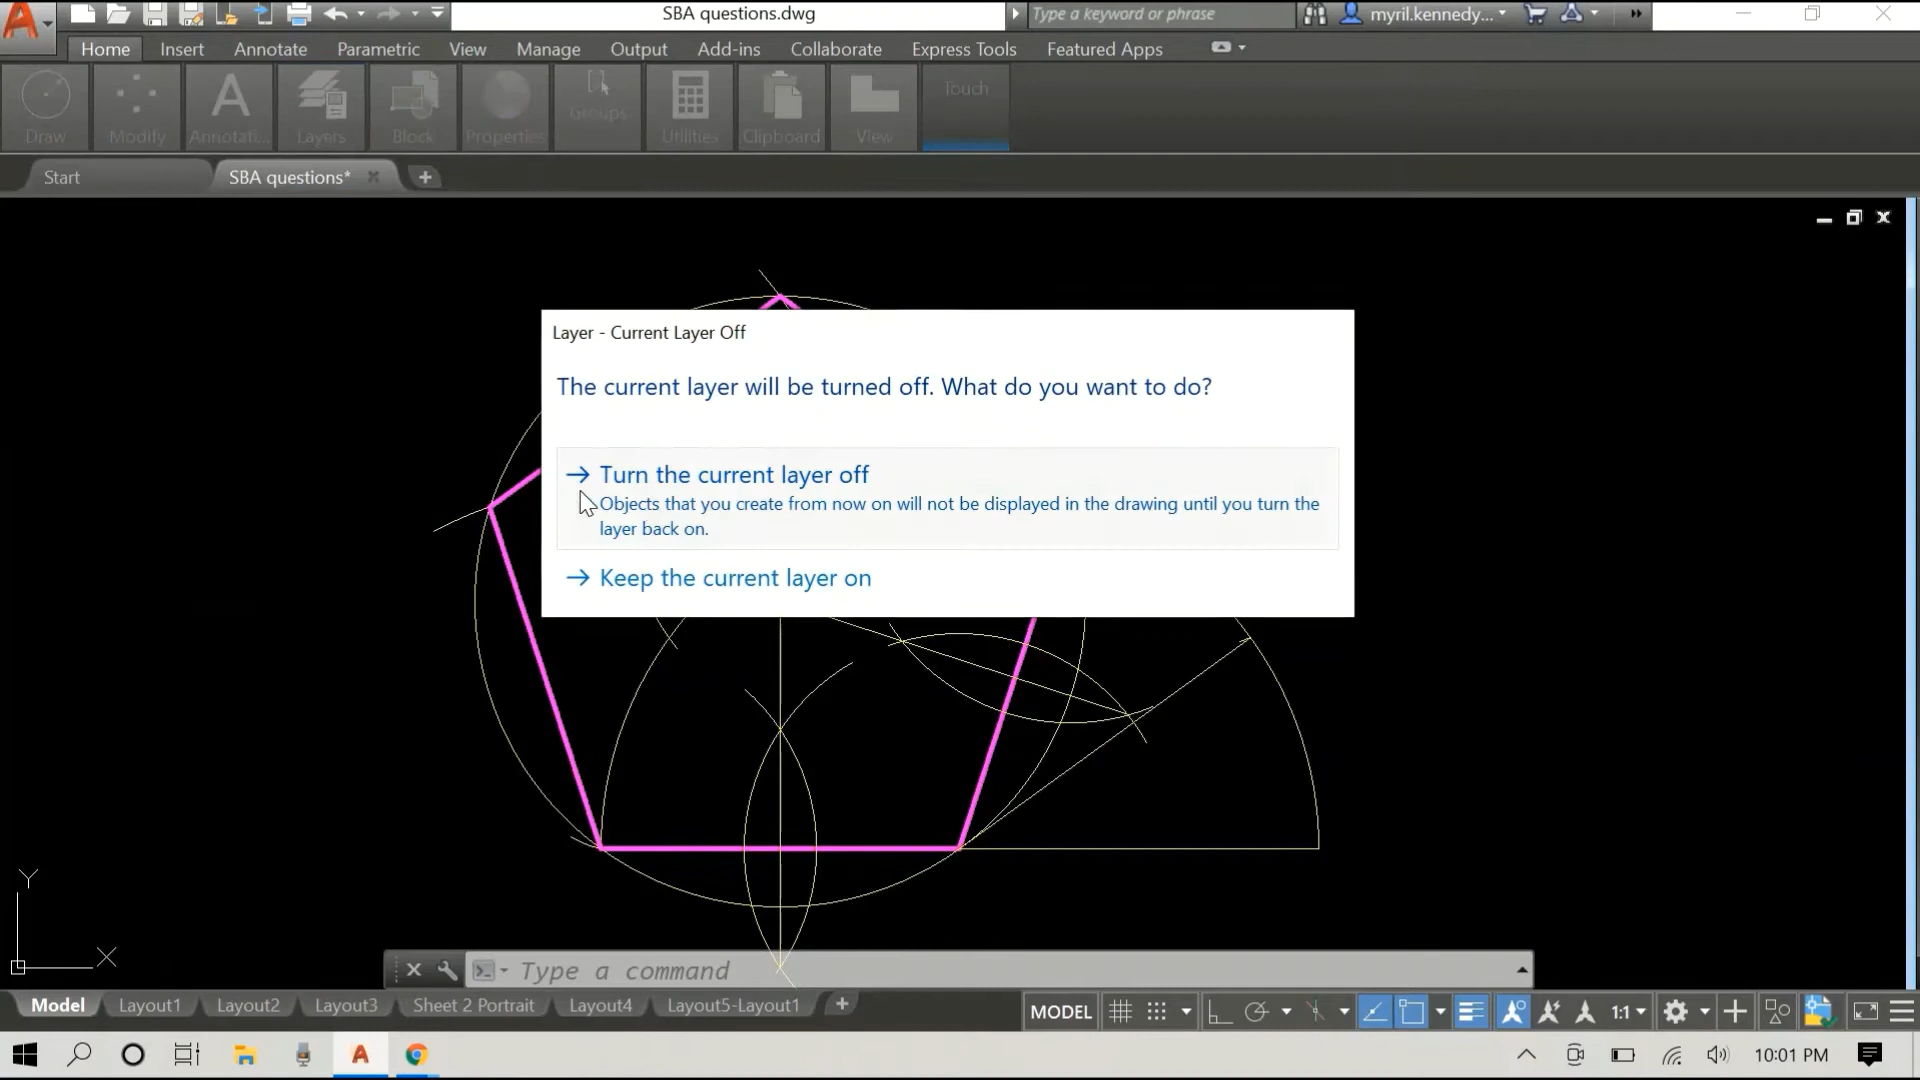 SBA questions.dwg
Type a keyword or phrase
myril.kennedy...
Home Insert Annotate Parametric View Manage Output Add-ins Collaborate Express Tools Featured Apps
Draw Modify Annotati... Layers Block Properties Groups Utilities Clipboard View Touch
Start SBA questions*
Layer - Current Layer Off
The current layer will be turned off. What do you want to do?
Turn the current layer off
Objects that you create from now on will not be displayed in the drawing until you turn the
layer back on.
Keep the current layer on
Y
X
Type a command
Model Layout1 Layout2 Layout3 Sheet 2 Portrait Layout4 Layout5-Layout1
MODEL 1:1
10:01 PM